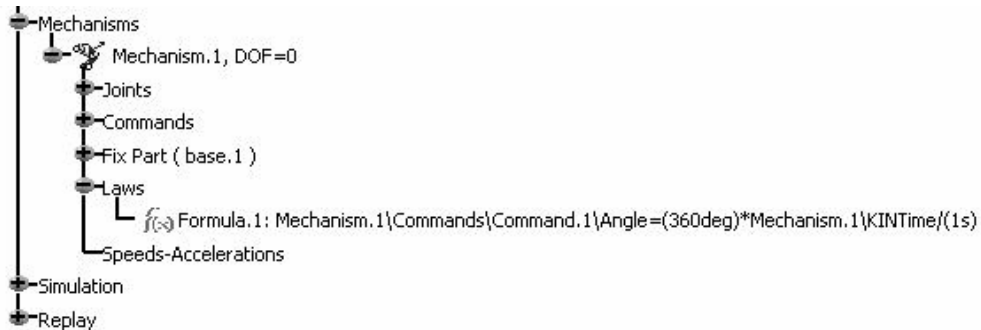 Mechanisms
Mechanism.1, DOF=0
Joints
Commands
Fix Part ( base.1 )
Laws
f(x) Formula.1: Mechanism.1\Commands\Command.1\Angle=(360deg)*Mechanism.1\KINTime/(1s)
Speeds-Accelerations
Simulation
Replay